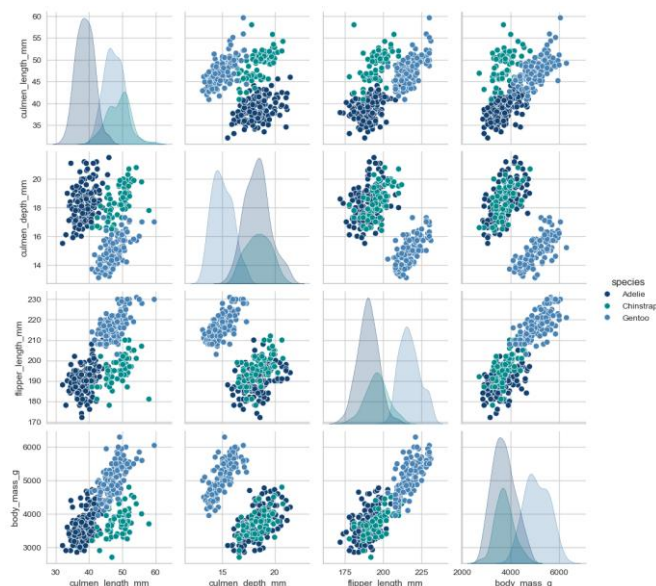 culmen_length_mm
60
55
50
45
40
35
culmen_depth_mm
20
18
16
14
species
Adelie
Chinstrap
Gentoo
flipper_length_mm
230
220
210
200
190
180
170
body_mass_g
6000
5000
4000
3000
40 50 60
15 20
175 200 225
2000 4000 6000
culmen_length_mm culmen_depth_mm flipper_length_mm body_mass_g